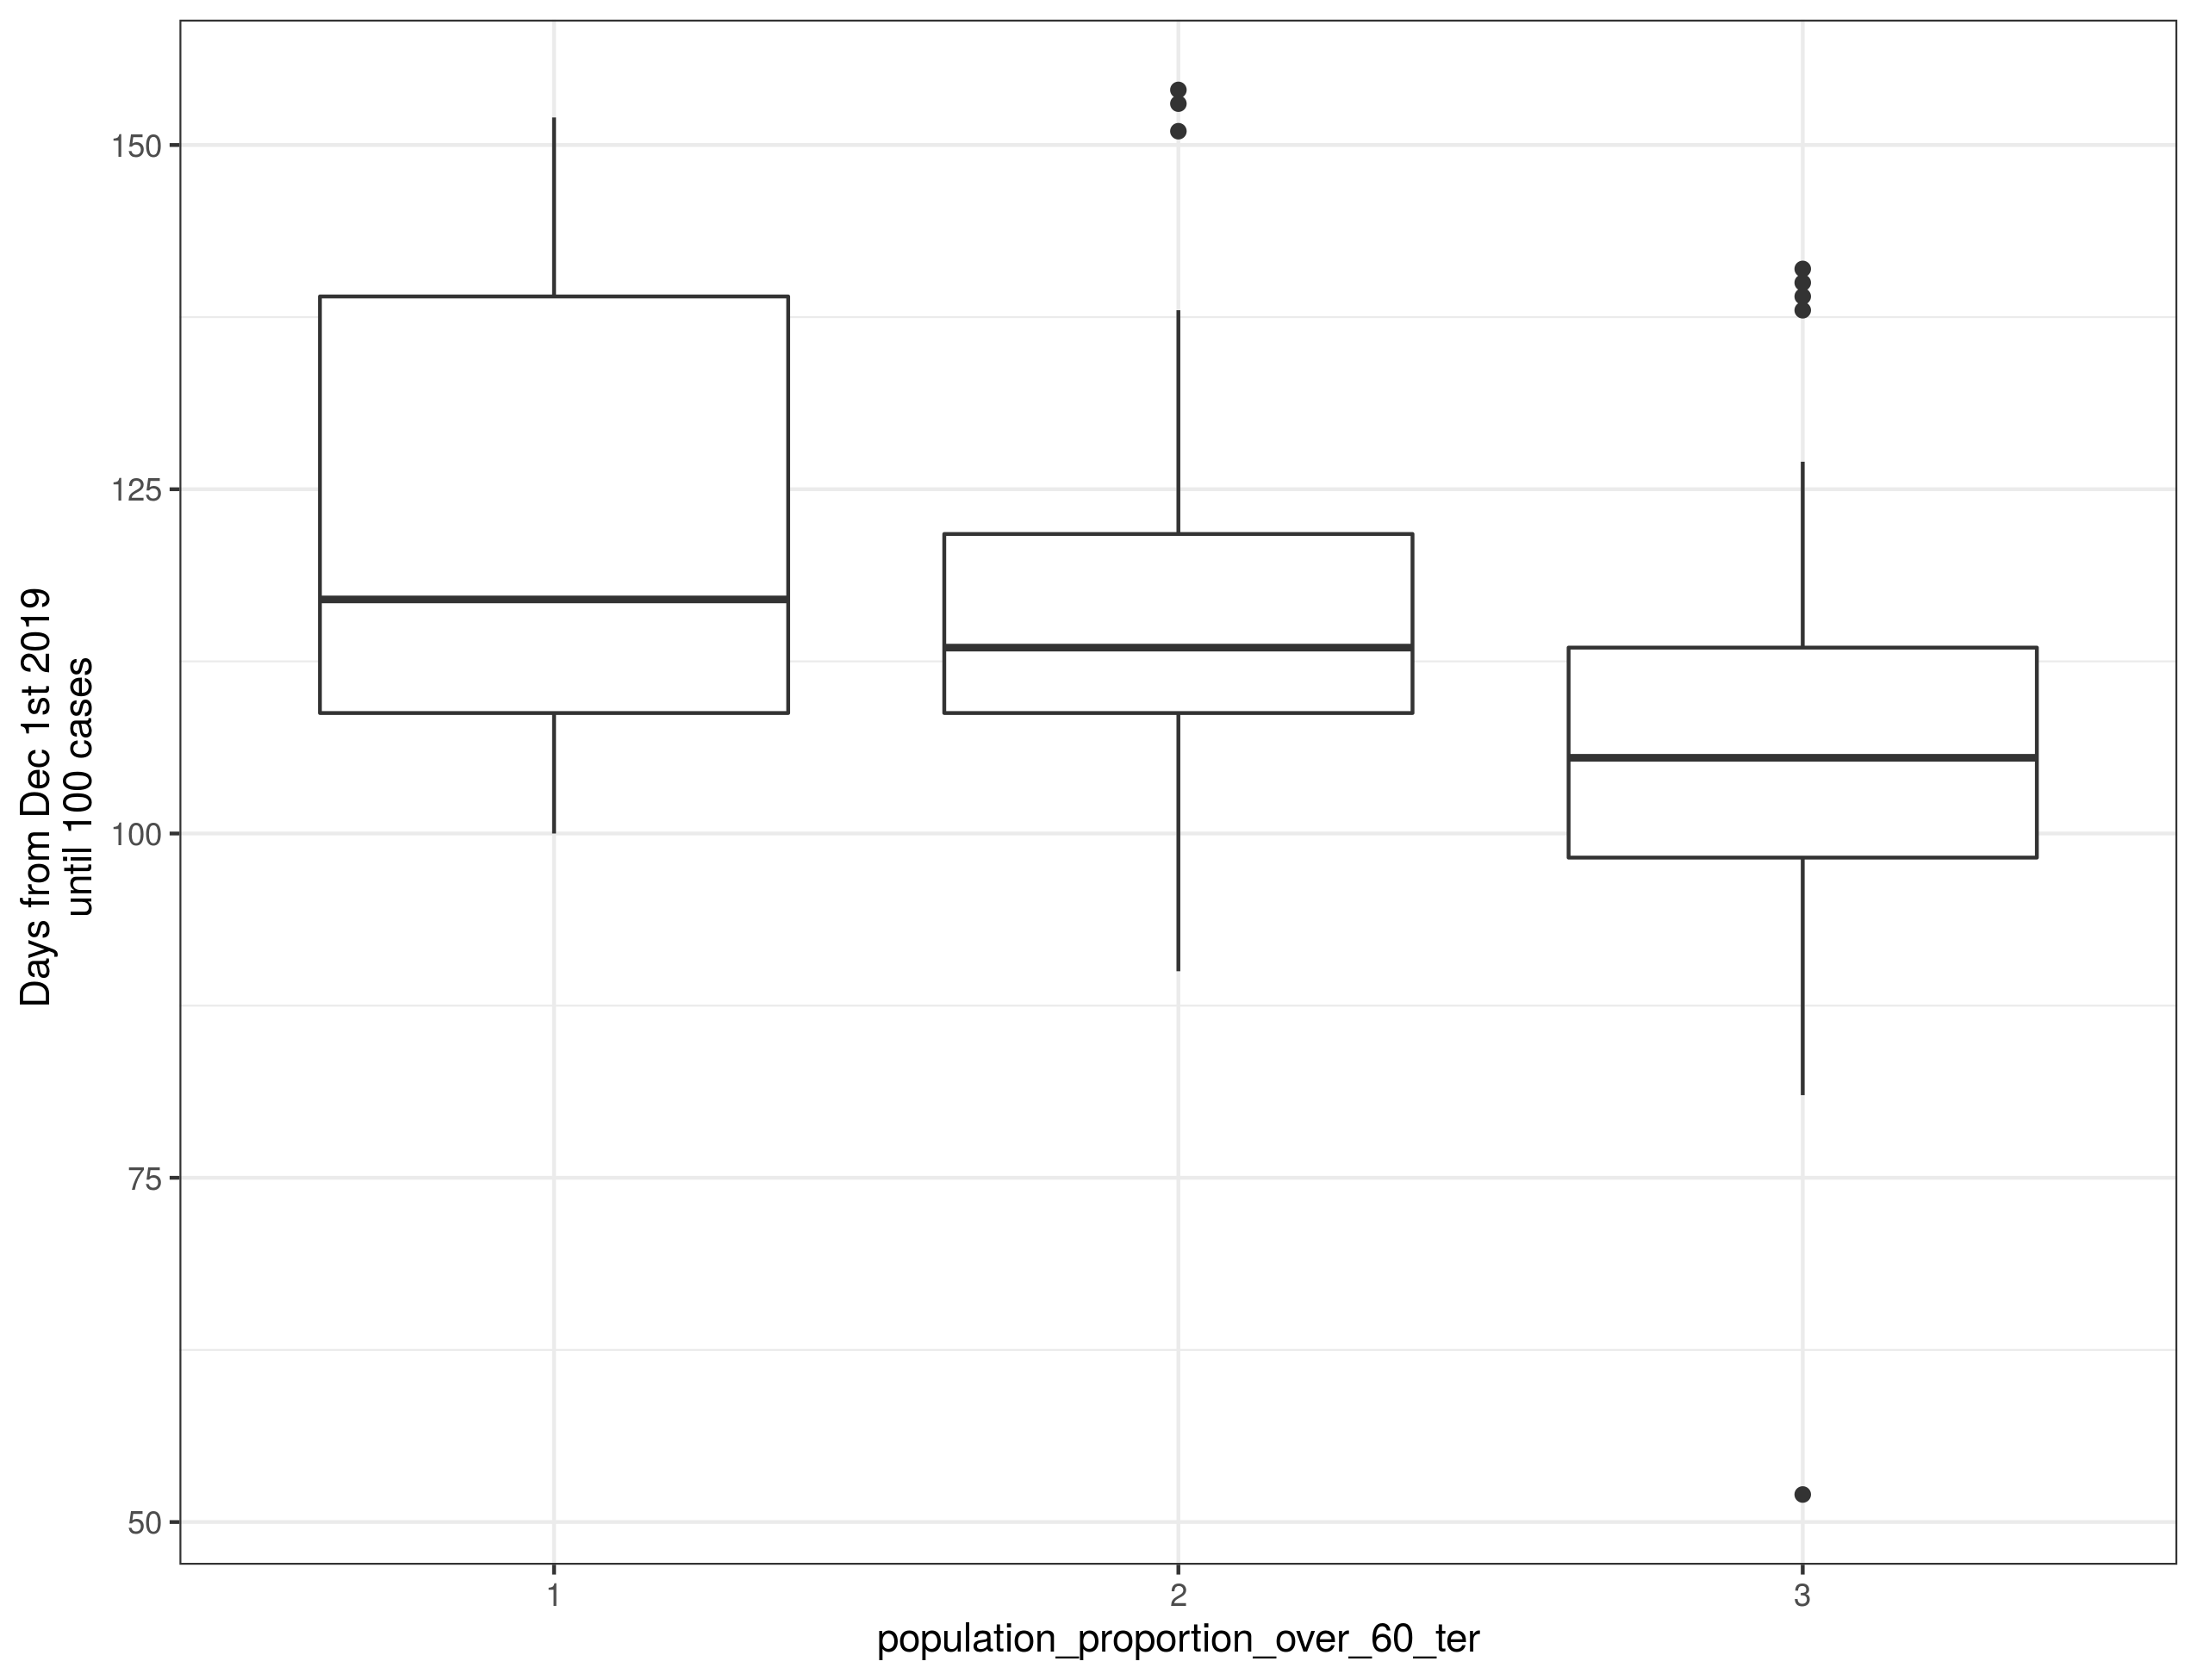 Days from Dec 1st 2019
until 100 cases
150
125
100
75
50
1
2
3
population_proportion_over_60_ter